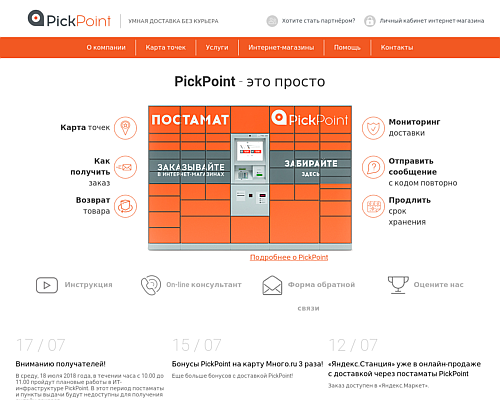 PickPoint
УМНАЯ ДОСТАВКА БЕЗ КУРЬЕРА
Хотите стать партнёром?
Личный кабинет интернет-магазина
О компании
Карта точек
Услуги
Интернет-магазины
Помощь
Контакты
PickPoint - это просто
Карта точек
Как
получить
заказ
Возврат
товара
ПОСТАМАТ
PickPoint
ЗАКАЗЫВАЙТЕ
В ИНТЕРНЕТ-МАГАЗИНАХ
ЗАБИРАЙТЕ
ЗДЕСЬ
Мониторинг
доставки
Отправить
сообщение
с кодом повторно
Продлить
срок
хранения
Подробнее о PickPoint
Инструкция
On-line консультант
Форма обратной
связи
Оцените нас
17 / 07
Вниманию получателей!
В среду, 18 июля 2018 года, в течении часа с 10.00 до
11.00 пройдут плановые работы в ИТ-
инфраструктуре PickPoint. В этот период постаматы
и пункты выдачи будут недоступны для получения
15 / 07
Бонусы PickPoint на карту Много.ru 3 раза!
Еще больше бонусов с доставкой PickPoint!
12 / 07
«Яндекс.Станция» уже в онлайн-продаже
с доставкой через постаматы PickPoint
Заказ доступен в «Яндекс.Маркет».